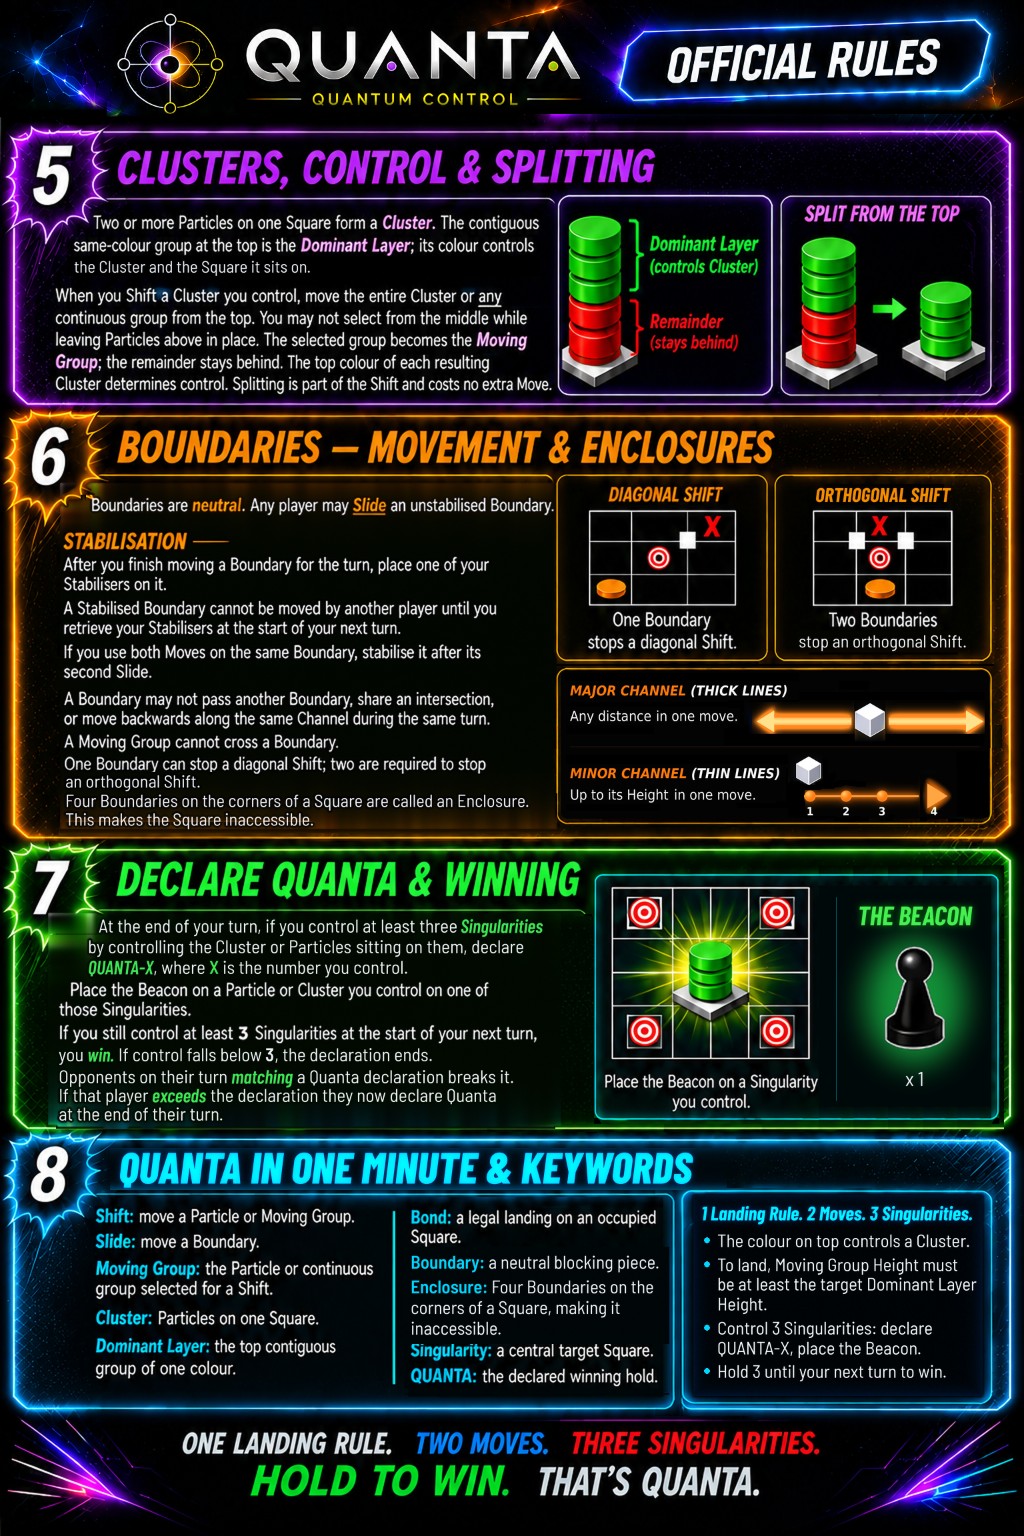 QUANTA
QUANTUM CONTROL
OFFICIAL RULES
5
CLUSTERS, CONTROL & SPLITTING
Two or more Particles on one Square form a Cluster. The contiguous
same-colour group at the top is the Dominant Layer; its colour controls
the Cluster and the Square it sits on.
When you Shift a Cluster you control, move the entire Cluster or any
continuous group from the top. You may not select from the middle while
leaving Particles above in place. The selected group becomes the Moving
Group; the remainder stays behind. The top colour of each resulting
Cluster determines control. Splitting is part of the Shift and costs no extra Move.
Dominant Layer
(controls Cluster)
Remainder
(stays behind)
SPLIT FROM THE TOP
6
BOUNDARIES — MOVEMENT & ENCLOSURES
Boundaries are neutral. Any player may Slide an unstabilised Boundary.
STABILISATION
After you finish moving a Boundary for the turn, place one of your
Stabilisers on it.
A Stabilised Boundary cannot be moved by another player until you
retrieve your Stabilisers at the start of your next turn.
If you use both Moves on the same Boundary, stabilise it after its
second Slide.
A Boundary may not pass another Boundary, share an intersection,
or move backwards along the same Channel during the same turn.
A Moving Group cannot cross a Boundary.
One Boundary can stop a diagonal Shift; two are required to stop
an orthogonal Shift.
Four Boundaries on the corners of a Square are called an Enclosure.
This makes the Square inaccessible.
DIAGONAL SHIFT
X
One Boundary
stops a diagonal Shift.
ORTHOGONAL SHIFT
X
Two Boundaries
stop an orthogonal Shift.
MAJOR CHANNEL (THICK LINES)
Any distance in one move.
MINOR CHANNEL (THIN LINES)
Up to its Height in one move.
1 2 3 4
7
DECLARE QUANTA & WINNING
At the end of your turn, if you control at least three Singularities
by controlling the Cluster or Particles sitting on them, declare
QUANTA-X, where X is the number you control.
Place the Beacon on a Particle or Cluster you control on one of
those Singularities.
If you still control at least 3 Singularities at the start of your next turn,
you win. If control falls below 3, the declaration ends.
Opponents on their turn matching a Quanta declaration breaks it.
If that player exceeds the declaration they now declare Quanta
at the end of their turn.
Place the Beacon on a Singularity
you control.
THE BEACON
x 1
8
QUANTA IN ONE MINUTE & KEYWORDS
Shift: move a Particle or Moving Group.
Slide: move a Boundary.
Moving Group: the Particle or continuous
group selected for a Shift.
Cluster: Particles on one Square.
Dominant Layer: the top contiguous
group of one colour.
Bond: a legal landing on an occupied
Square.
Boundary: a neutral blocking piece.
Enclosure: Four Boundaries on the
corners of a Square, making it
inaccessible.
Singularity: a central target Square.
QUANTA: the declared winning hold.
1 Landing Rule. 2 Moves. 3 Singularities.
• The colour on top controls a Cluster.
• To land, Moving Group Height must
be at least the target Dominant Layer
Height.
• Control 3 Singularities: declare
QUANTA-X, place the Beacon.
• Hold 3 until your next turn to win.
ONE LANDING RULE. TWO MOVES. THREE SINGULARITIES.
HOLD TO WIN. THAT'S QUANTA.